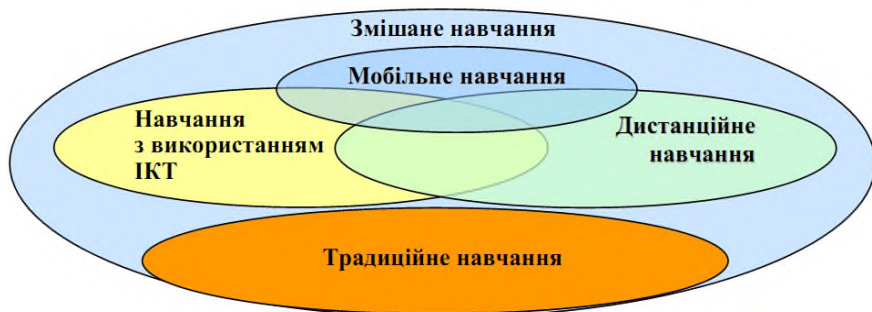 Змішане навчання
Мобільне навчання
Навчання
з використанням
ІКТ
Дистанційне
навчання
Традиційне навчання